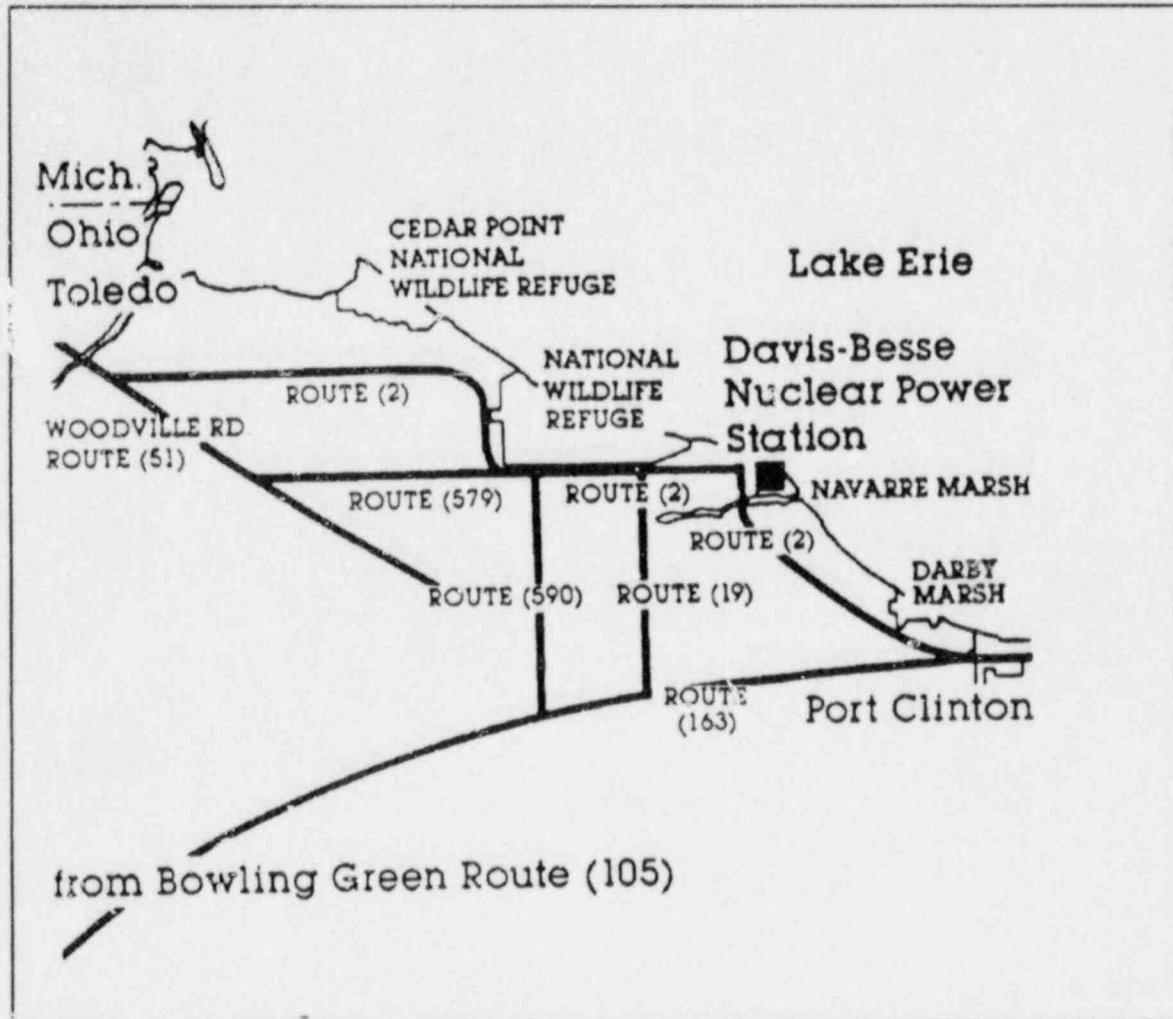 Mich.
Ohio
Toledo
CEDAR POINT
NATIONAL
WILDLIFE REFUGE
Lake Erie
NATIONAL
WILDLIFE
REFUGE
Davis-Besse
Nuclear Power
Station
ROUTE (2)
WOODVILLE RD
ROUTE (51)
ROUTE (579)
ROUTE (2)
NAVARRE MARSH
ROUTE (2)
DARBY
MARSH
ROUTE (590)
ROUTE (19)
ROUTE
(163)
Port Clinton
from Bowling Green Route (105)